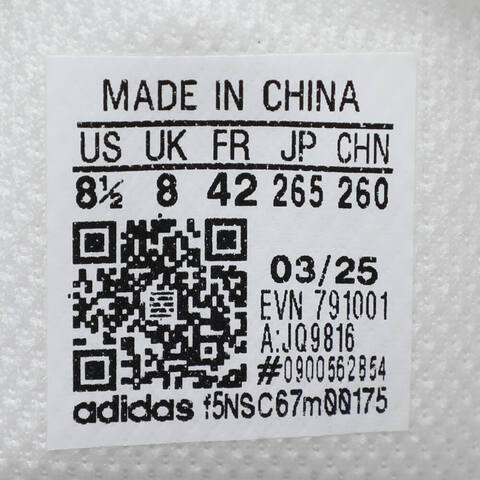 MADE IN CHINA
US UK FR JP CHN
8½ 8 42 265 260
03/25
EVN 791001
A:JQ9816
#0900562B54
adidas f5NSC67m00175